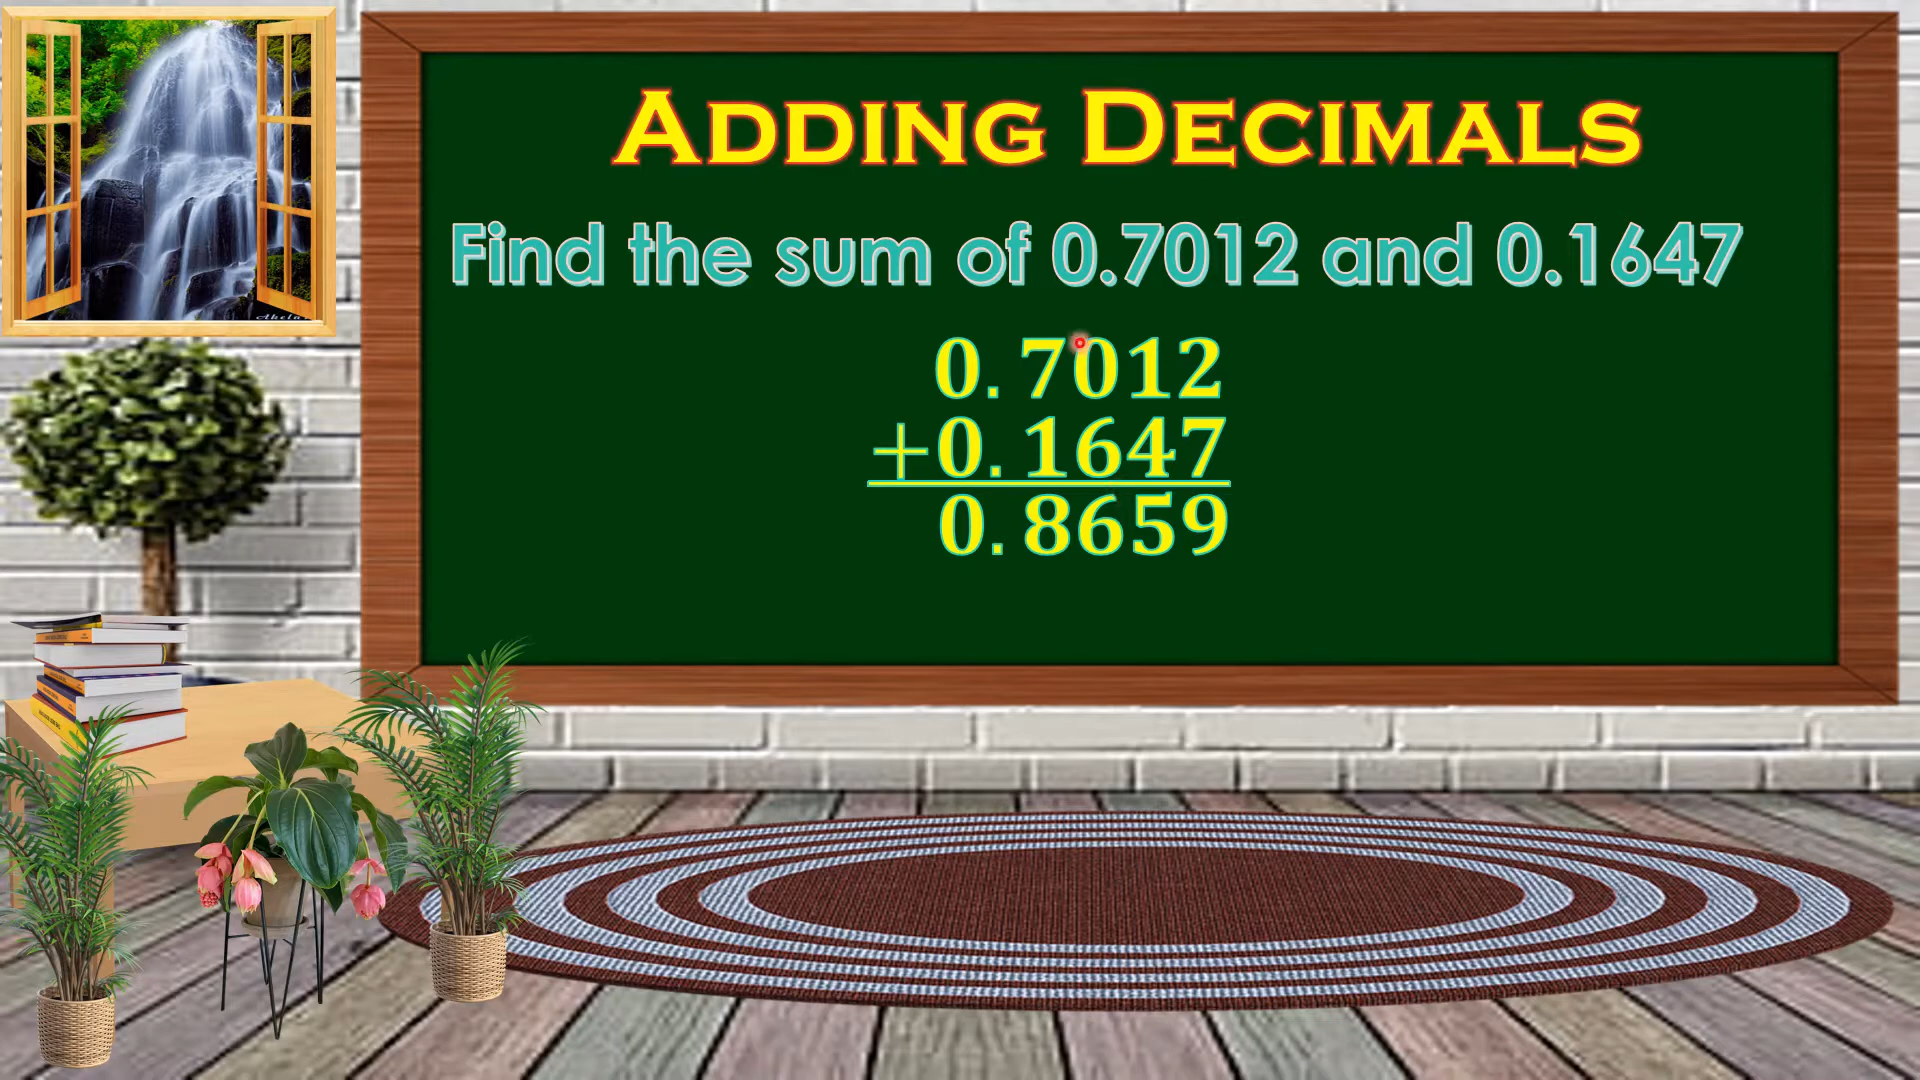 ADDING DECIMALS
Find the sum of 0.7012 and 0.1647
0.7012
+0.1647
0.8659